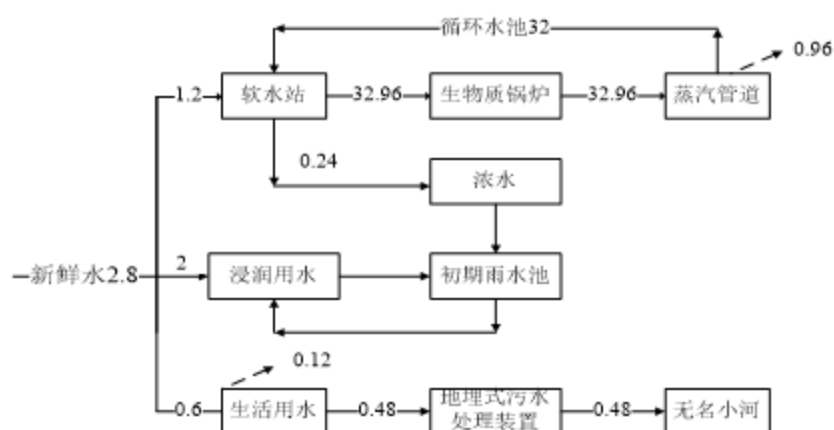 循环水池32
0.96
1.2
软水站
32.96
生物质锅炉
32.96
蒸汽管道
0.24
浓水
新鲜水2.8
2
浸润用水
初期雨水池
0.12
0.6
生活用水
0.48
地埋式污水
处理装置
0.48
无名小河